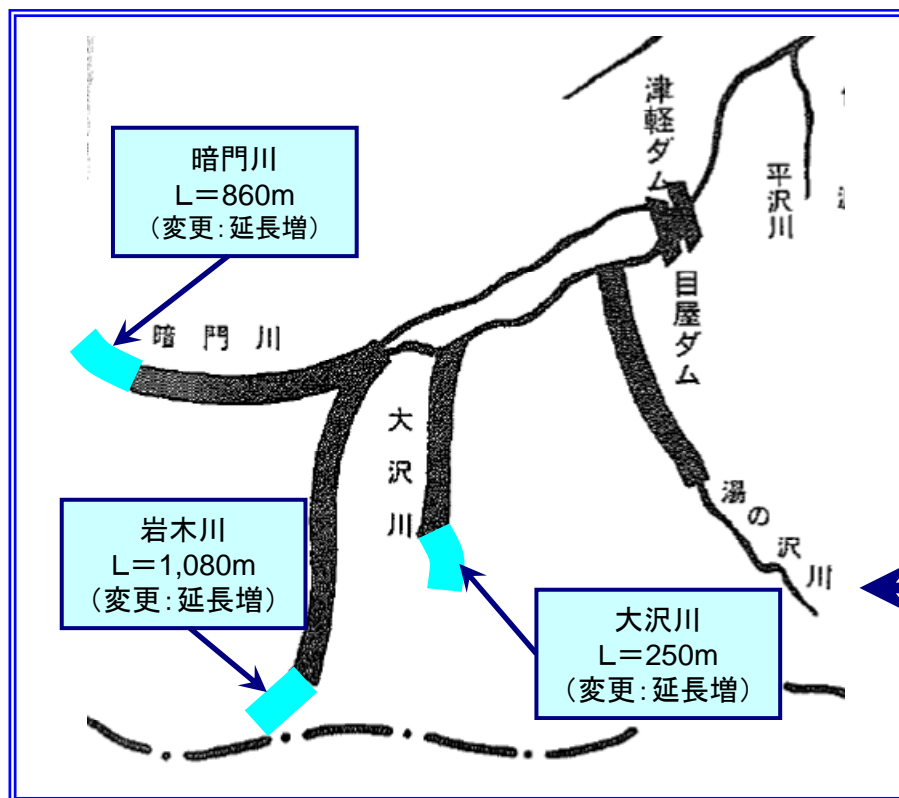 暗門川
L=860m
(変更:延長増)
津軽ダム
目屋ダム
平沢川
暗門川
大沢川
湯の沢川
岩木川
L=1,080m
(変更:延長増)
大沢川
L=250m
(変更:延長増)